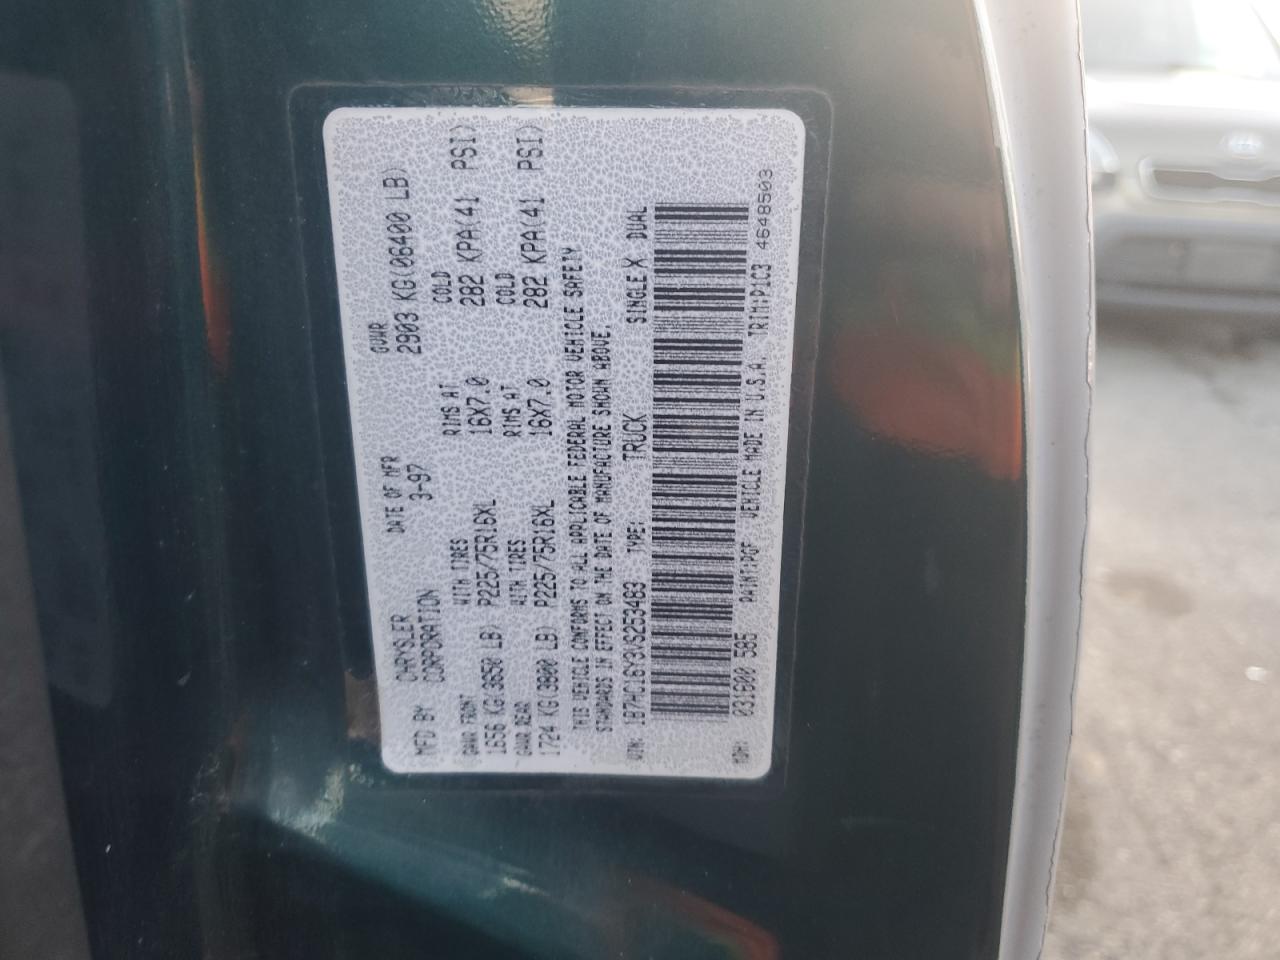 MFD BY CHRYSLER CORPORATION DATE OF MFR 3-97 GVWR 2903 KG(06400 LB)
GAWR FRONT WITH TIRES RIMS AT COLD
1656 KG(3650 LB) P225/75R16XL 16X7.0 282 KPA(41 PSI)
GAWR REAR WITH TIRES RIMS AT COLD
1724 KG(3800 LB) P225/75R16XL 16X7.0 282 KPA(41 PSI)
THIS VEHICLE CONFORMS TO ALL APPLICABLE FEDERAL MOTOR VEHICLE SAFETY
STANDARDS IN EFFECT ON THE DATE OF MANUFACTURE SHOWN ABOVE.
VIN: 1B7HC16Y3VS253483 TYPE: TRUCK SINGLE X DUAL
MDH: 031800 585 PAINT:PGF VEHICLE MADE IN U.S.A. TRIM:P1C3 4648503